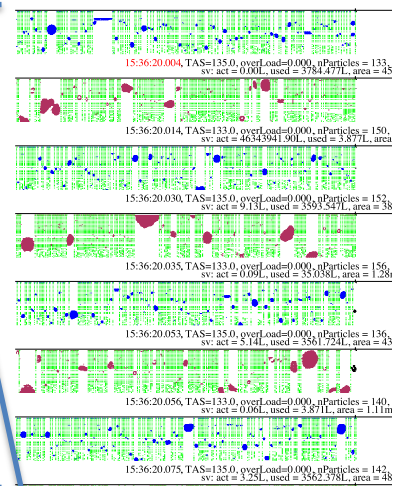 15:36:20.004, TAS=135.0, overLoad=0.000, nParticles = 133,
sv: act = 0.00L, used = 3784.477L, area = 45
15:36:20.014, TAS=133.0, overLoad=0.000, nParticles = 150,
sv: act = 46343941.90L, used = 3.877L, area
15:36:20.030, TAS=135.0, overLoad=0.000, nParticles = 152,
sv: act = 9.13L, used = 3593.547L, area = 38
15:36:20.035, TAS=133.0, overLoad=0.000, nParticles = 156,
sv: act = 0.09L, used = 35.038L, area = 1.28m
15:36:20.053, TAS=135.0, overLoad=0.000, nParticles = 136,
sv: act = 5.14L, used = 3561.724L, area = 43
15:36:20.056, TAS=133.0, overLoad=0.000, nParticles = 140,
sv: act = 0.06L, used = 3.871L, area = 1.11m
15:36:20.075, TAS=135.0, overLoad=0.000, nParticles = 142,
sv: act = 3.25L, used = 3562.378L, area = 48